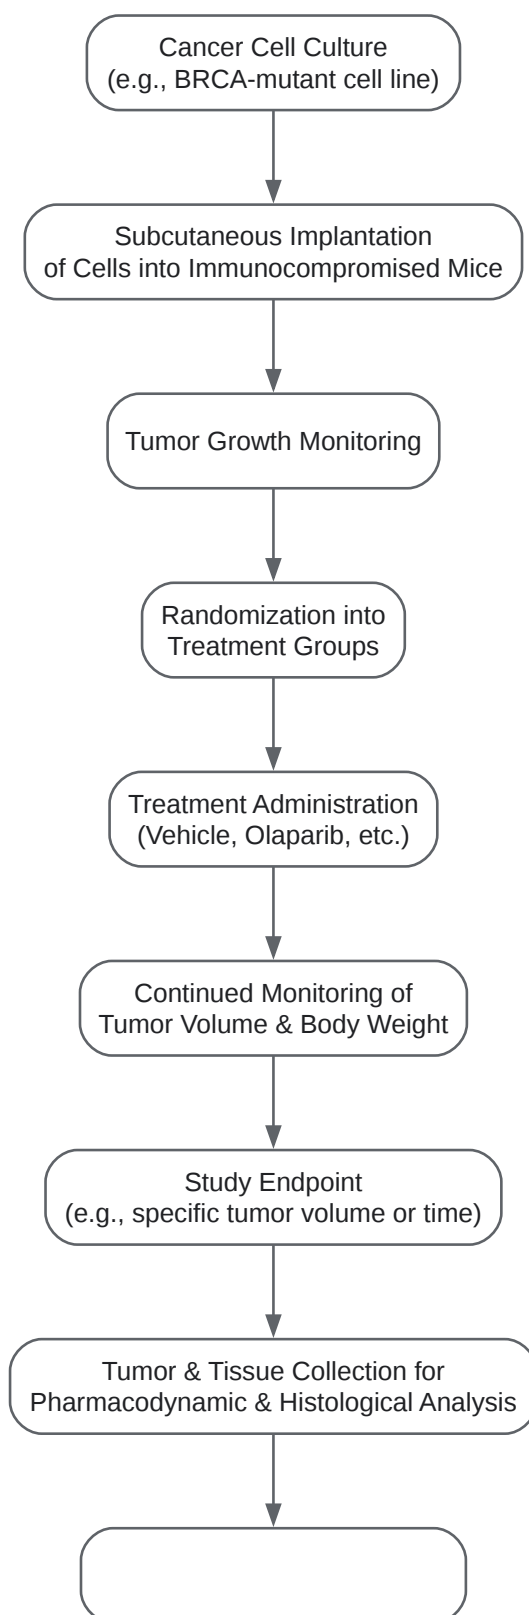 Cancer Cell Culture
(e.g., BRCA-mutant cell line)
Subcutaneous Implantation
of Cells into Immunocompromised Mice
Tumor Growth Monitoring
Randomization into
Treatment Groups
Treatment Administration
(Vehicle, Olaparib, etc.)
Continued Monitoring of
Tumor Volume & Body Weight
Study Endpoint
(e.g., specific tumor volume or time)
Tumor & Tissue Collection for
Pharmacodynamic & Histological Analysis